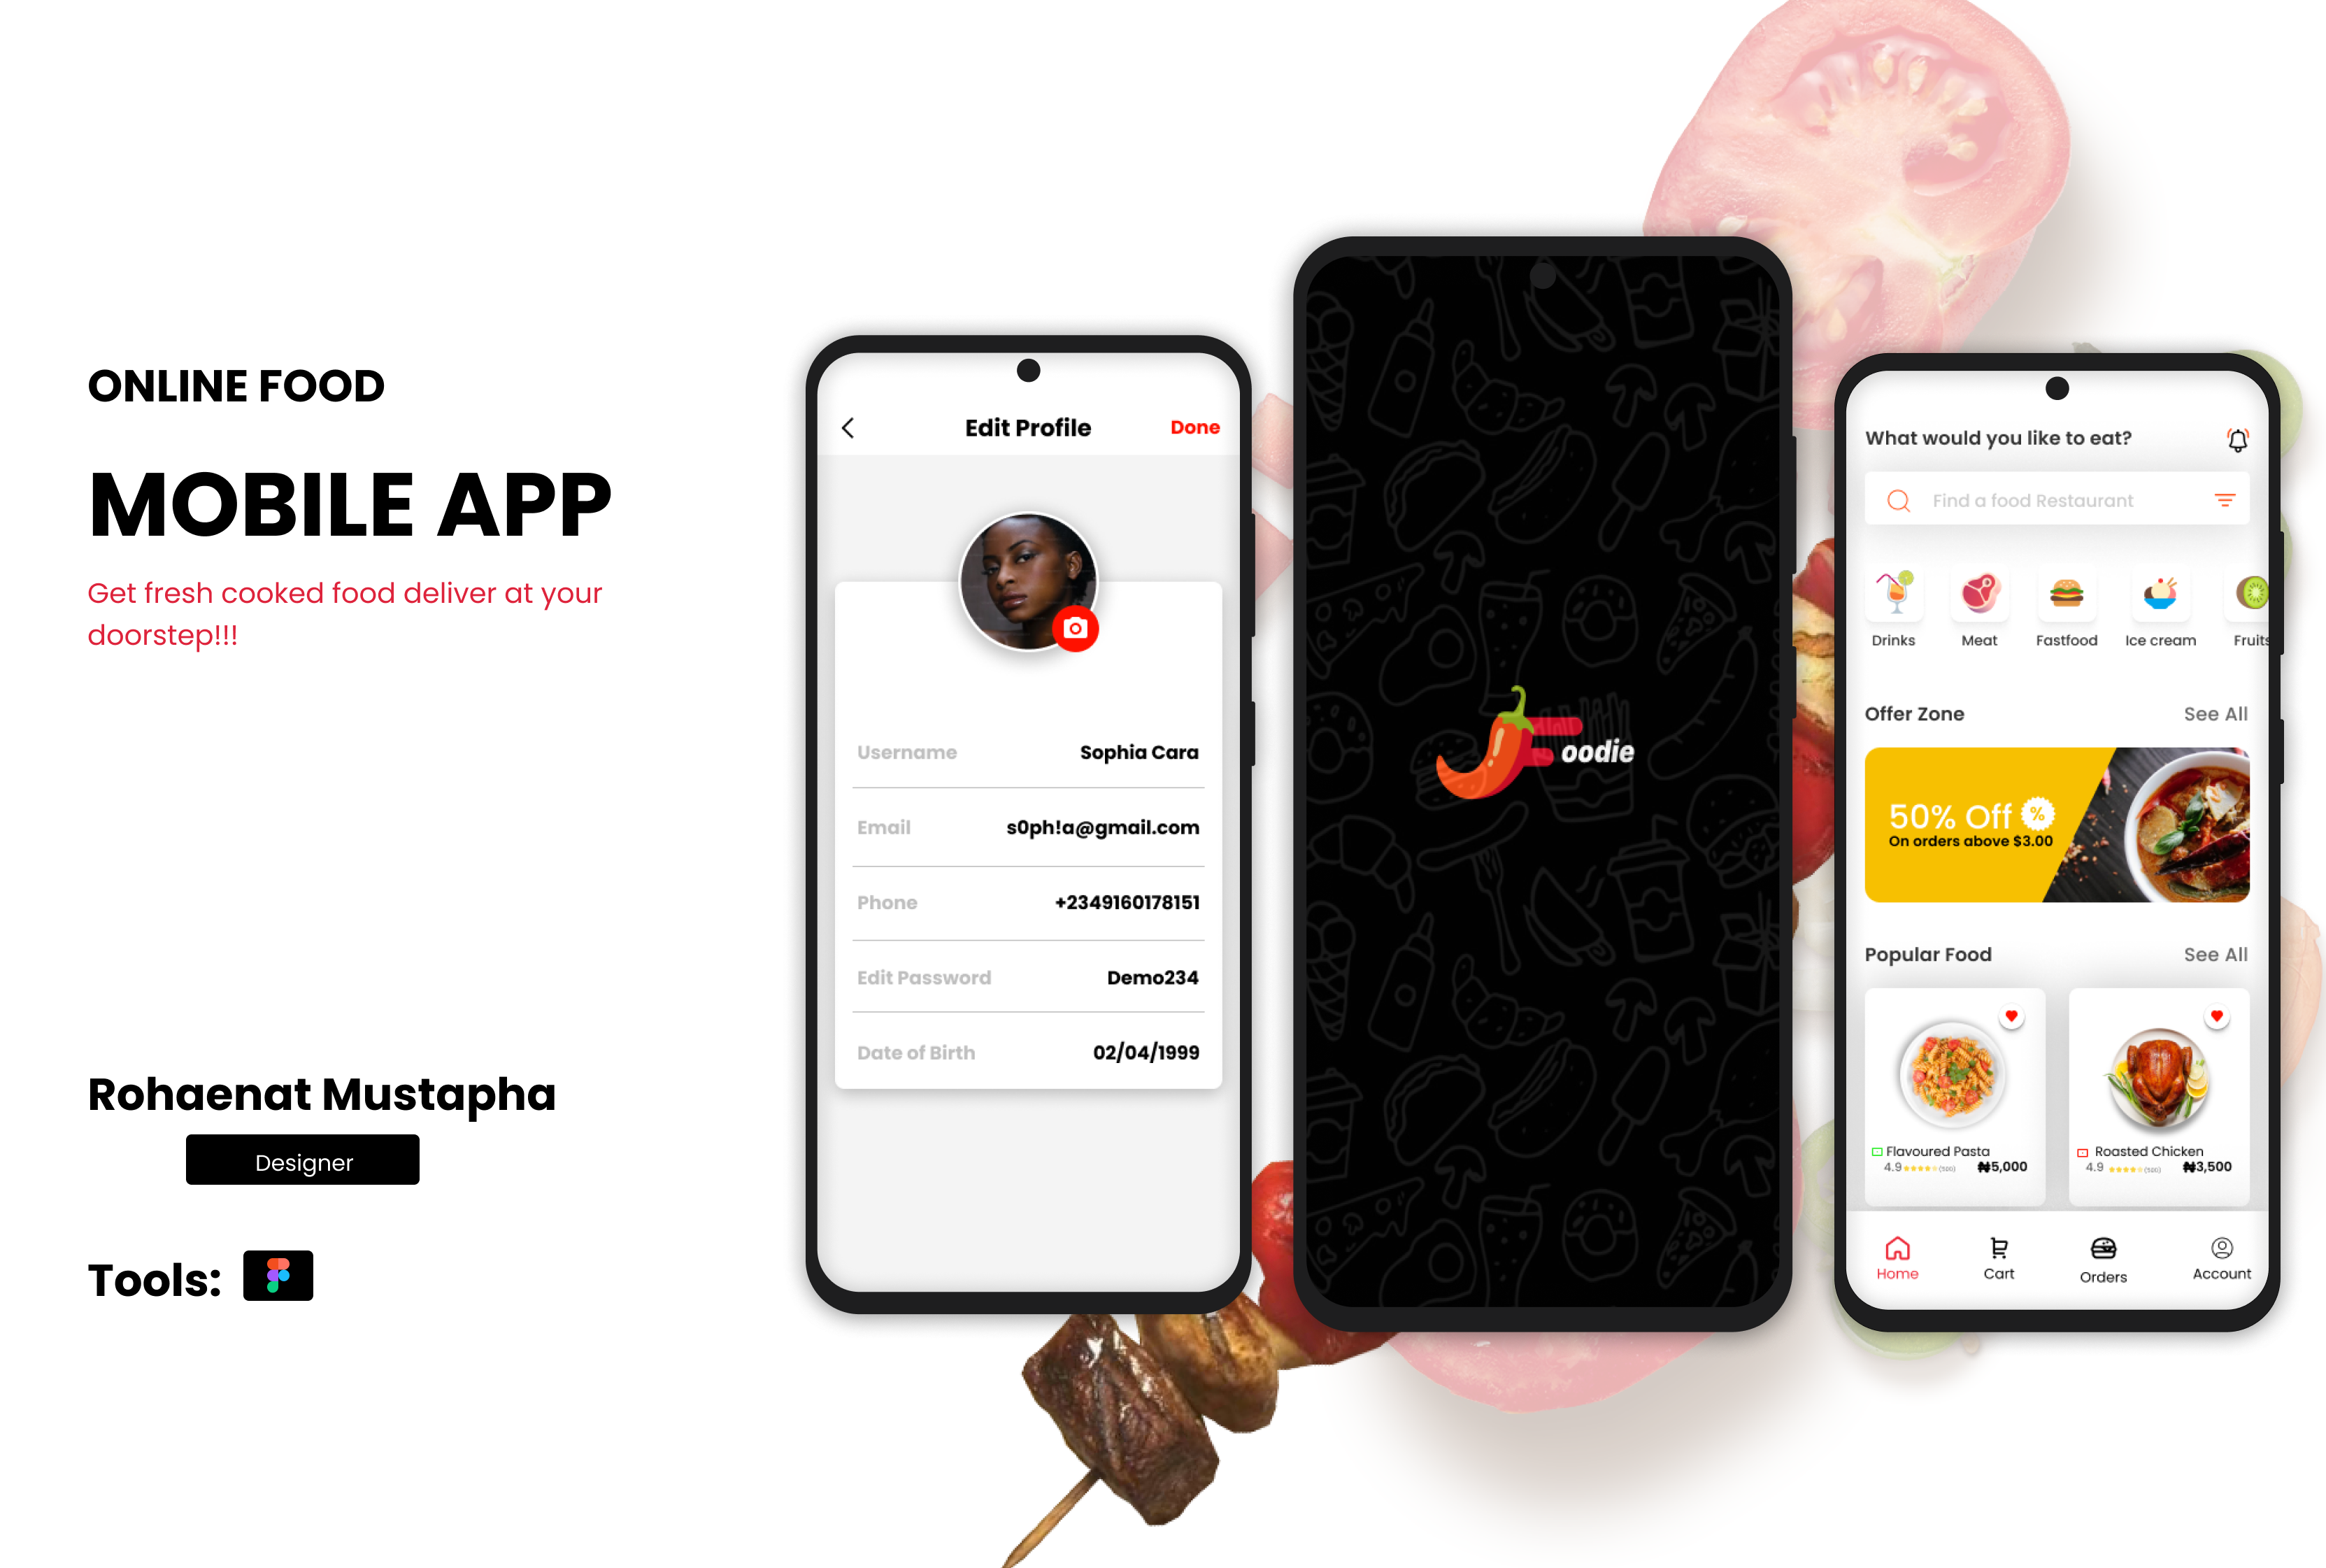 ONLINE FOOD
MOBILE APP
Get fresh cooked food deliver at your
doorstep!!!
Rohaenat Mustapha
Designer
Tools:
Edit Profile
Done
Username
Sophia Cara
Email
s0ph!a@gmail.com
Phone
+2349160178151
Edit Password
Demo234
Date of Birth
02/04/1999
oodie
What would you like to eat?
Find a food Restaurant
Drinks
Meat
Fastfood
Ice cream
Fruits
Offer Zone
See All
50% Off %
On orders above $3.00
Popular Food
See All
Flavoured Pasta
4.9
₦5,000
Roasted Chicken
4.9
₦3,500
Home
Cart
Orders
Account